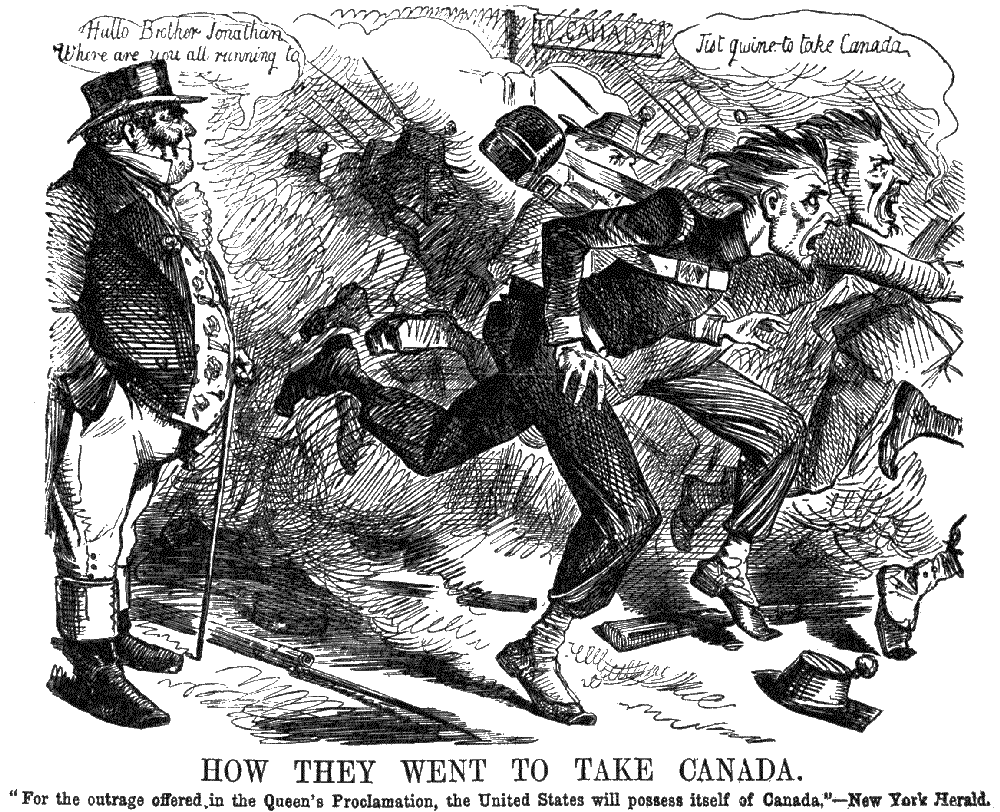 Hullo Brother Jonathan
Where are you all running to
TO CANADA
Jist gwine to take Canada
HOW THEY WENT TO TAKE CANADA.
"For the outrage offered in the Queen's Proclamation, the United States will possess itself of Canada,"—New York Herald.